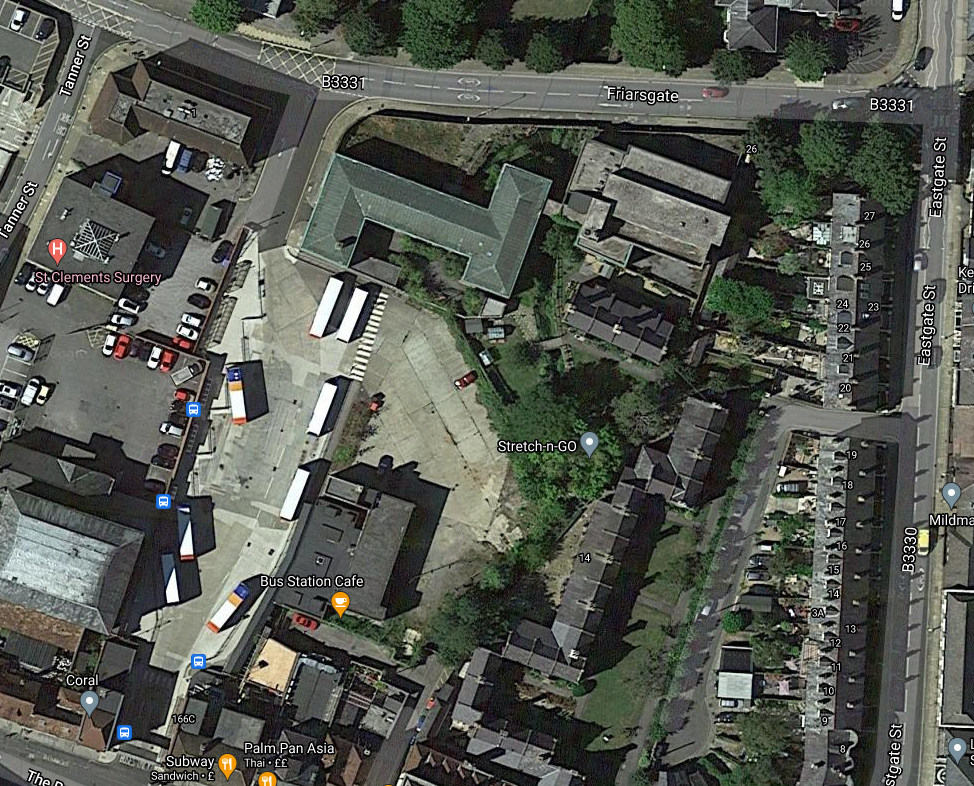 Tanner St
B3331
Friarsgate
B3331
1
26
Eastgate St
Tanner St
27
26
25
St Clements Surgery
24
23
22
Eastgate St
21
20
Stretch-n-GO
19
18
17
16
B3330
14
15
14
Bus Station Cafe
3A
13
12
11
Coral
10
166C
9
Palm Pan Asia
Thai • ££
Subway
Sandwich • £
8